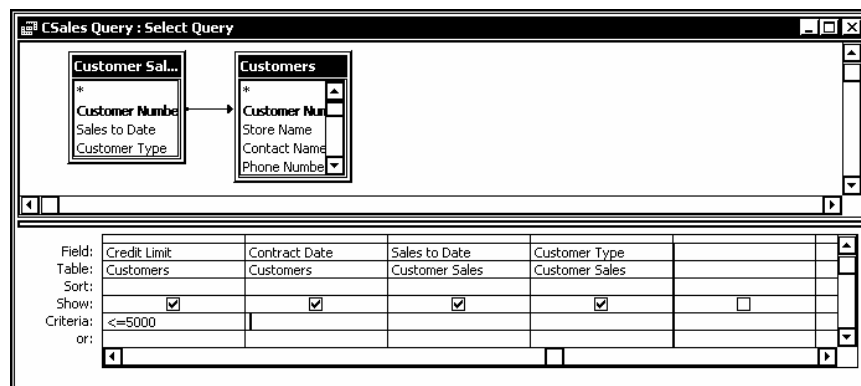 CSales Query : Select Query
Customer Sal...
*
Customer Numbe
Sales to Date
Customer Type
Customers
*
Customer Num
Store Name
Contact Name
Phone Numbe
Field: Credit Limit Contract Date Sales to Date Customer Type
Table: Customers Customers Customer Sales Customer Sales
Sort:
Show:
Criteria: <=5000
or: